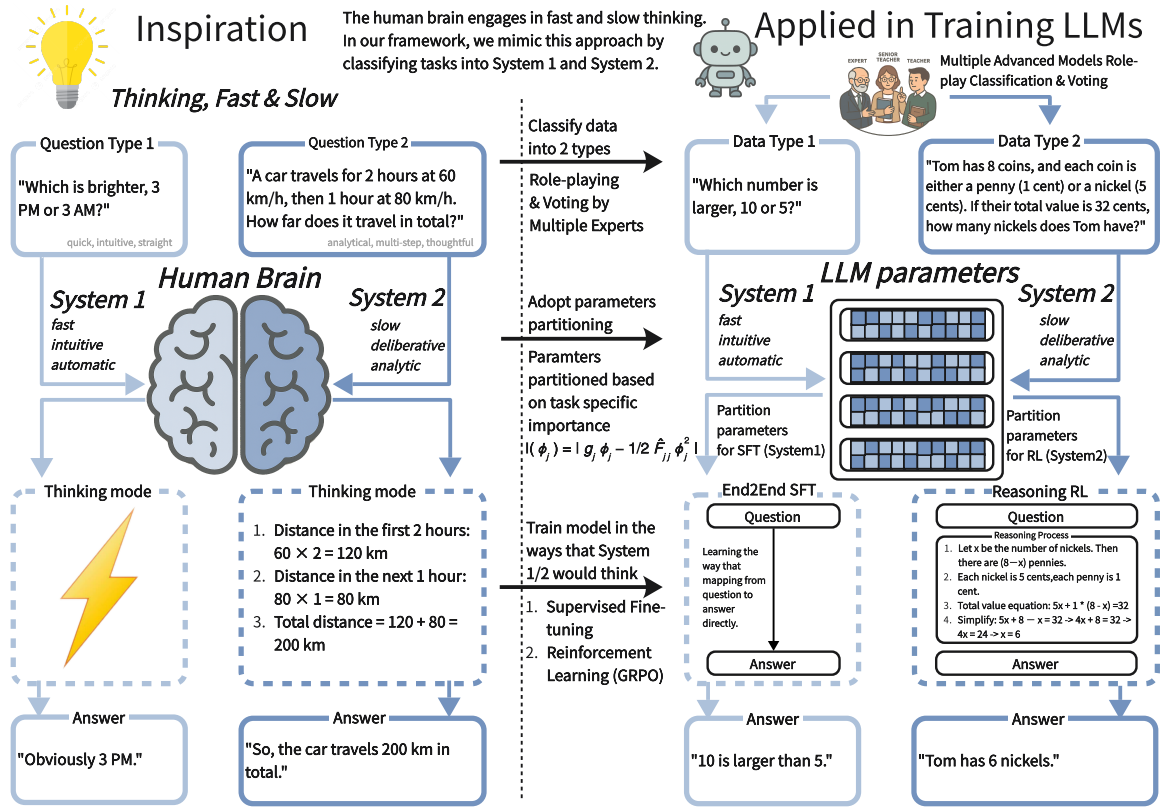 Inspiration
Thinking, Fast & Slow
The human brain engages in fast and slow thinking.
In our framework, we mimic this approach by
classifying tasks into System 1 and System 2.
Applied in Training LLMs
EXPERT
SENIOR
TEACHER
TEACHER
Multiple Advanced Models Role-
play Classification & Voting
Question Type 1
"Which is brighter, 3
PM or 3 AM?"
quick, intuitive, straight
Question Type 2
"A car travels for 2 hours at 60
km/h, then 1 hour at 80 km/h.
How far does it travel in total?"
analytical, multi-step, thoughtful
Classify data
into 2 types
Role-playing
& Voting by
Multiple Experts
Data Type 1
"Which number is
larger, 10 or 5?"
Data Type 2
"Tom has 8 coins, and each coin is
either a penny (1 cent) or a nickel (5
cents). If their total value is 32 cents,
how many nickels does Tom have?"
Human Brain
System 1
fast
intuitive
automatic
System 2
slow
deliberative
analytic
Adopt parameters
partitioning
Paramters
partitioned based
on task specific
importance
I( ϕ_j ) = | g_j ϕ_j − 1/2 F̂_jj ϕ_j^2 |
LLM parameters
System 1
fast
intuitive
automatic
System 2
slow
deliberative
analytic
Partition
parameters
for SFT (System1)
Partition
parameters
for RL (System2)
Thinking mode
Thinking mode
1. Distance in the first 2 hours:
60 × 2 = 120 km
2. Distance in the next 1 hour:
80 × 1 = 80 km
3. Total distance = 120 + 80 =
200 km
Train model in the
ways that System
1/2 would think
1. Supervised Fine-
tuning
2. Reinforcement
Learning (GRPO)
End2End SFT
Question
Learning the
way that
mapping from
question to
answer
directly.
Answer
Reasoning RL
Question
Reasoning Process
1. Let x be the number of nickels. Then
there are (8−x) pennies.
2. Each nickel is 5 cents,each penny is 1
cent.
3. Total value equation: 5x + 1 * (8 - x) =32
4. Simplify: 5x + 8 − x = 32 -> 4x + 8 = 32 ->
4x = 24 -> x = 6
Answer
Answer
"Obviously 3 PM."
Answer
"So, the car travels 200 km in
total."
Answer
"10 is larger than 5."
Answer
"Tom has 6 nickels."